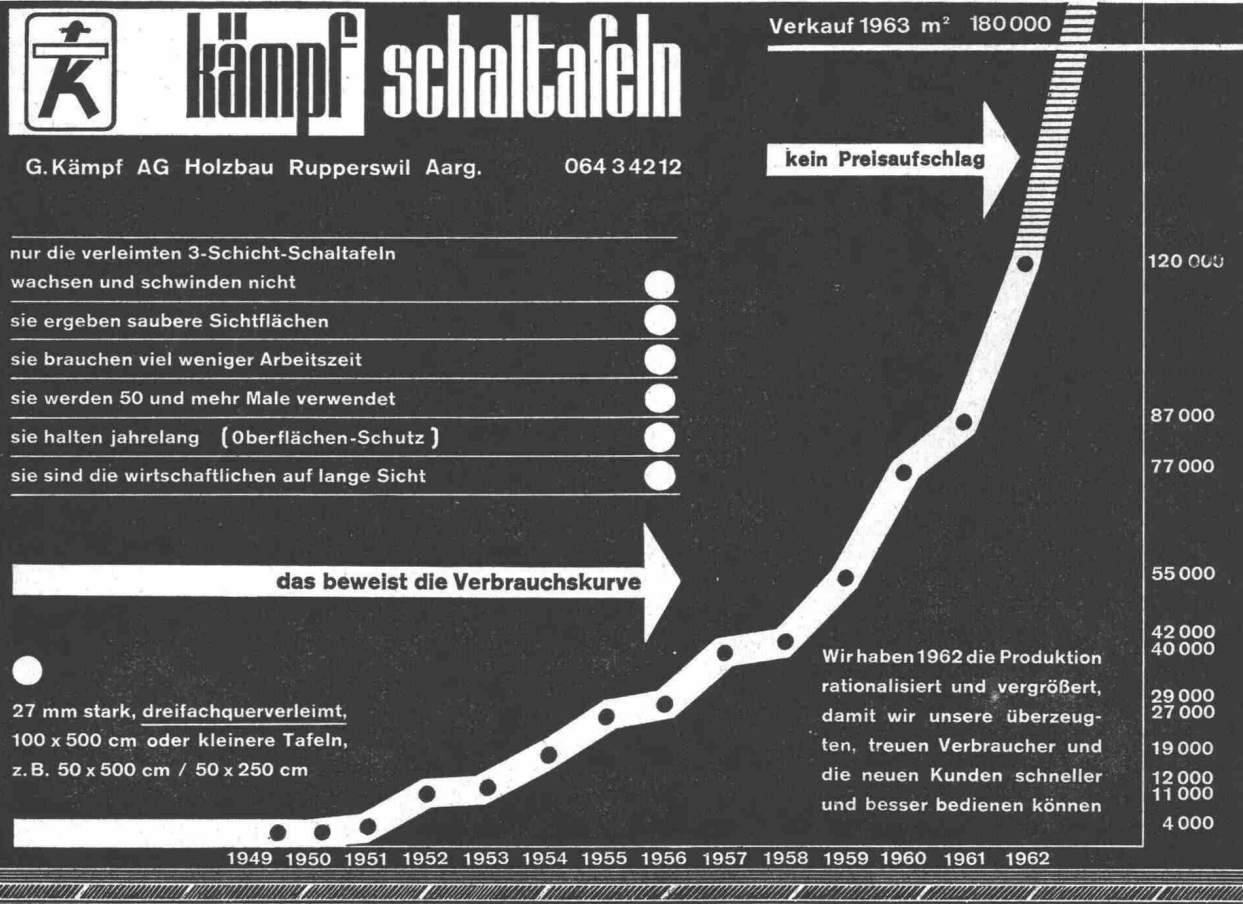 K
kämpf schaltafeln
Verkauf 1963 m² 180 000
G. Kämpf AG Holzbau Rupperswil Aarg. 064 3 42 12
kein Preisaufschlag
nur die verleimten 3-Schicht-Schaltafeln
wachsen und schwinden nicht
sie ergeben saubere Sichtflächen
sie brauchen viel weniger Arbeitszeit
sie werden 50 und mehr Male verwendet
sie halten jahrelang (Oberflächen-Schutz)
sie sind die wirtschaftlichen auf lange Sicht
das beweist die Verbrauchskurve
27 mm stark, dreifachquerverleimt,
100 x 500 cm oder kleinere Tafeln,
z. B. 50 x 500 cm / 50 x 250 cm
Wir haben 1962 die Produktion
rationalisiert und vergrößert,
damit wir unsere überzeug-
ten, treuen Verbraucher und
die neuen Kunden schneller
und besser bedienen können
120 000
87 000
77 000
55 000
42 000
40 000
29 000
27 000
19 000
12 000
11 000
4 000
1949 1950 1951 1952 1953 1954 1955 1956 1957 1958 1959 1960 1961 1962